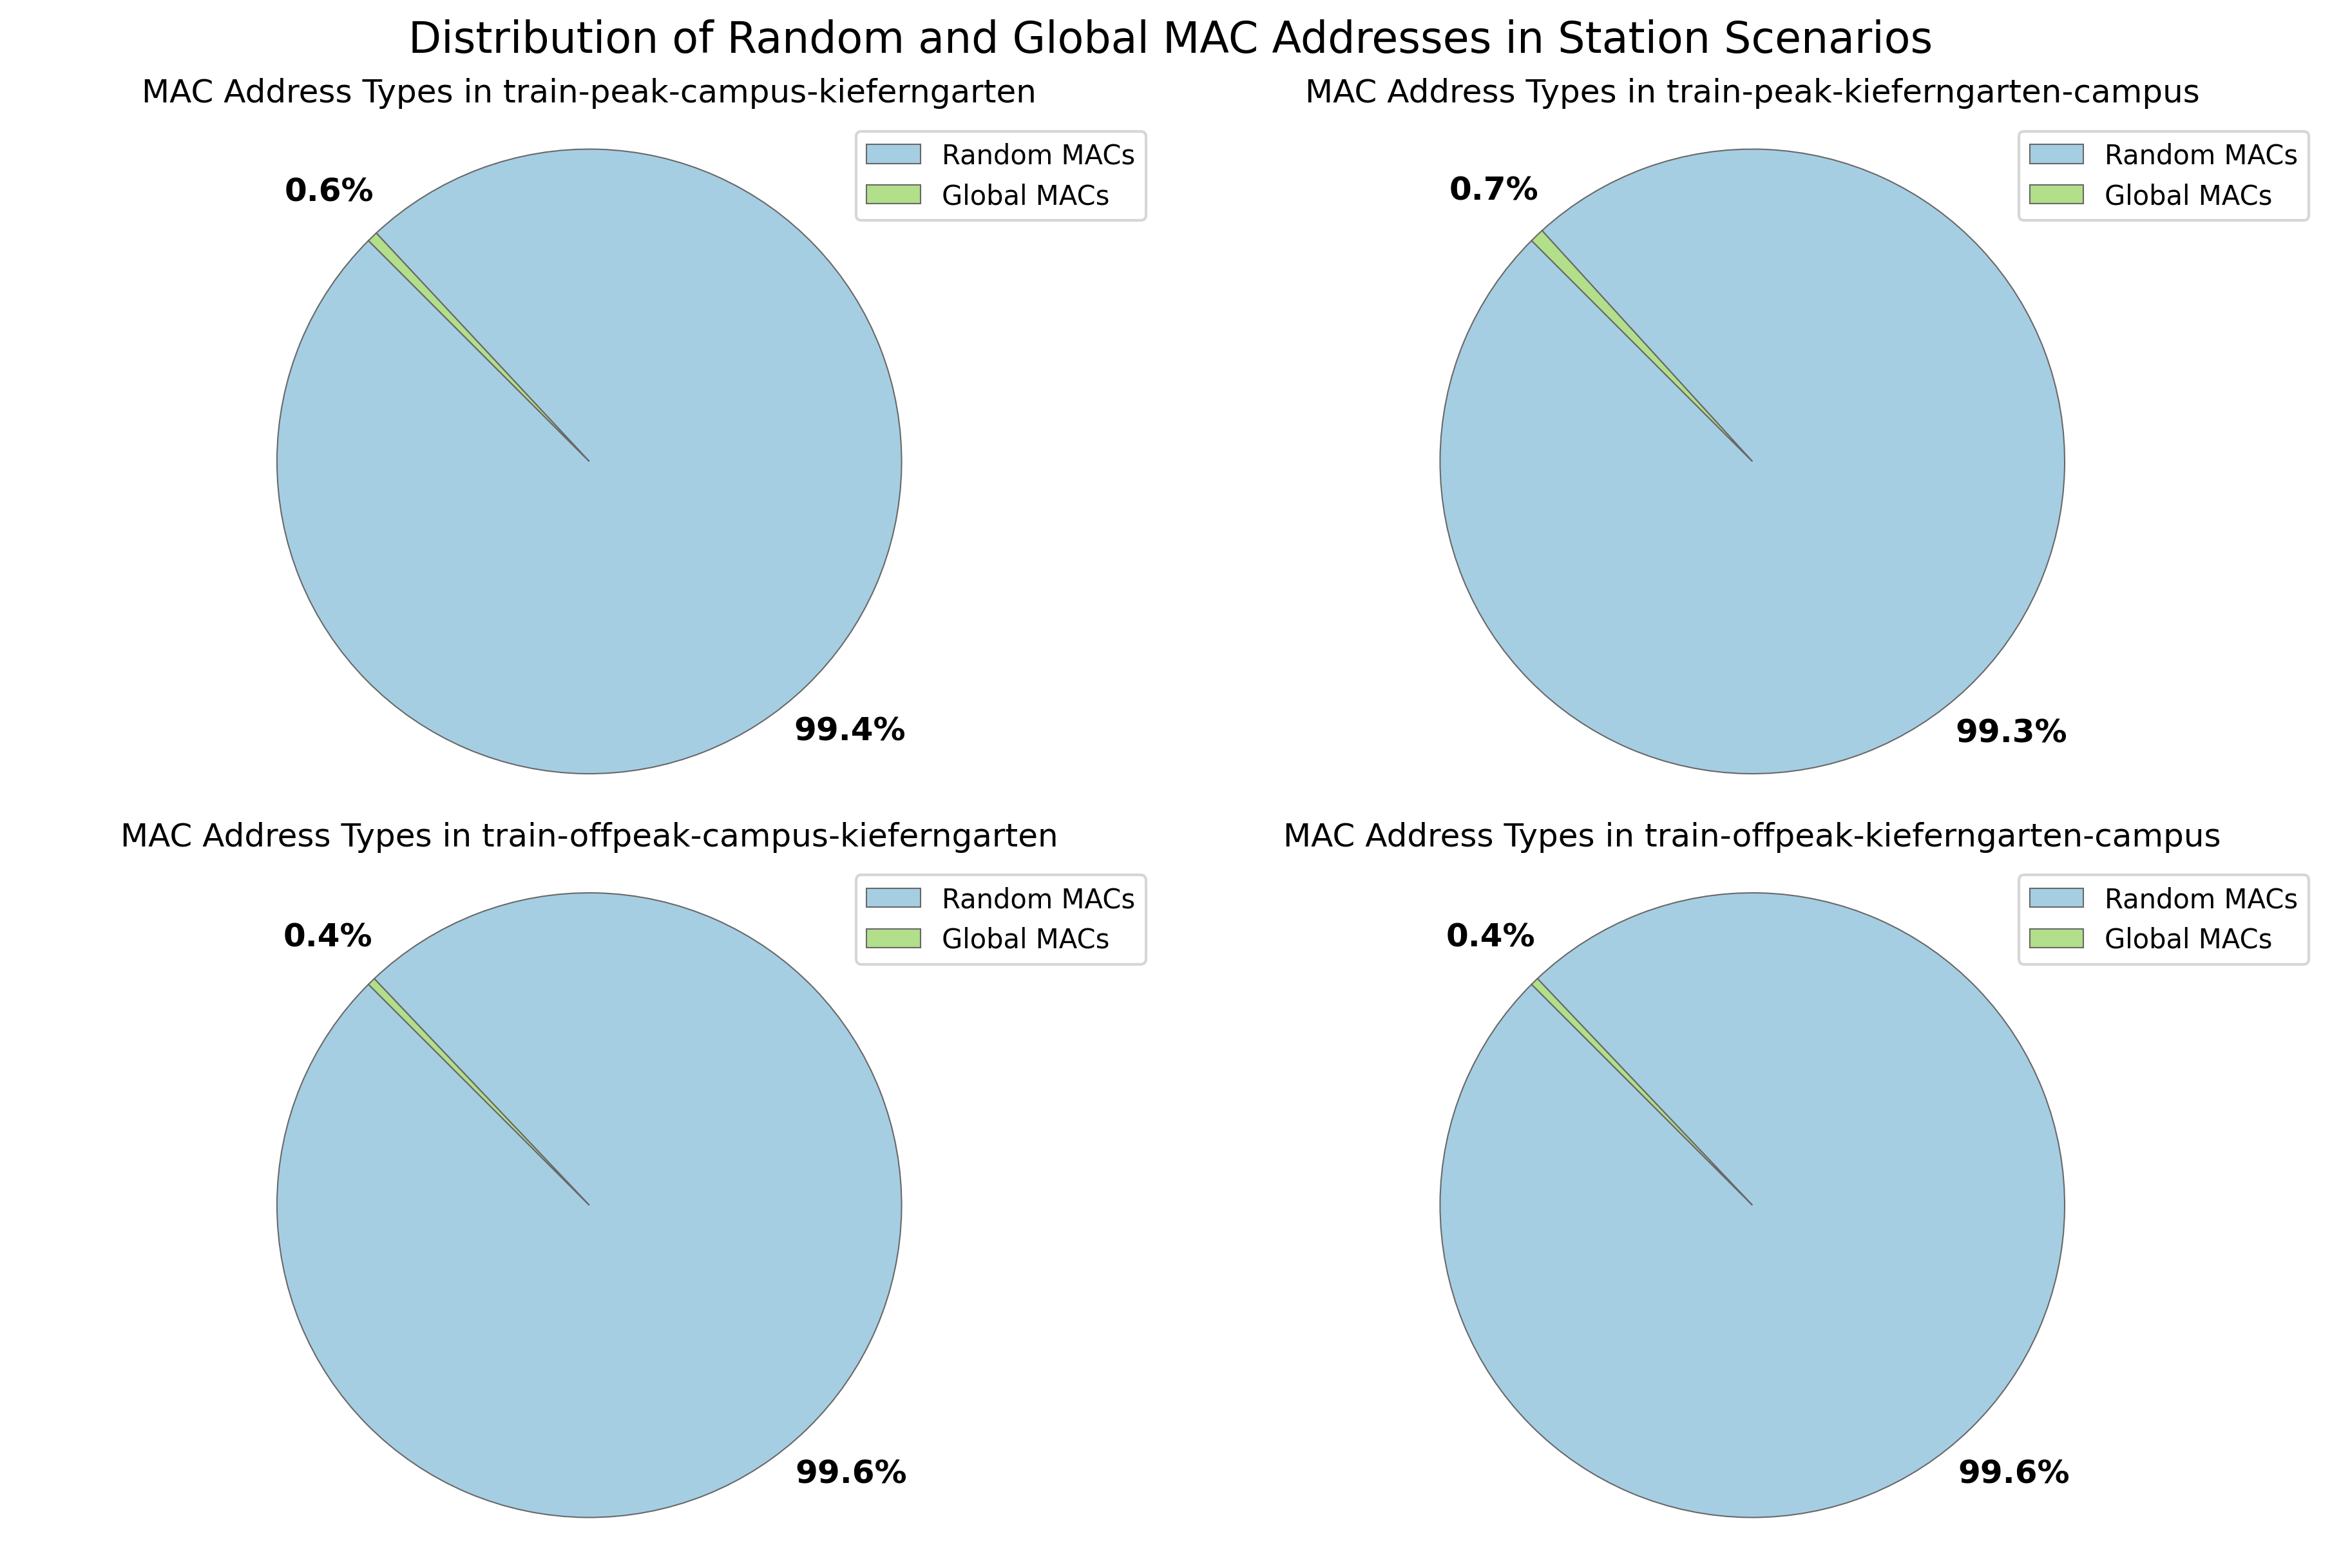 Distribution of Random and Global MAC Addresses in Station Scenarios
MAC Address Types in train-peak-campus-kieferngarten
Random MACs
Global MACs
0.6%
99.4%
MAC Address Types in train-peak-kieferngarten-campus
Random MACs
Global MACs
0.7%
99.3%
MAC Address Types in train-offpeak-campus-kieferngarten
Random MACs
Global MACs
0.4%
99.6%
MAC Address Types in train-offpeak-kieferngarten-campus
Random MACs
Global MACs
0.4%
99.6%